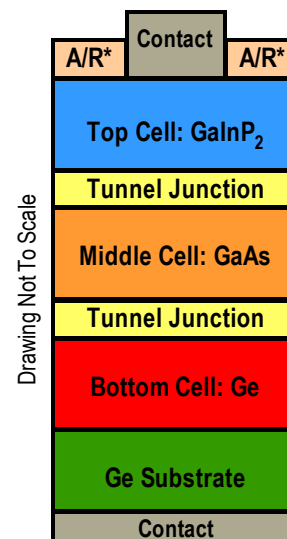 Contact
A/R* A/R*
Top Cell: GaInP₂
Tunnel Junction
Middle Cell: GaAs
Tunnel Junction
Bottom Cell: Ge
Ge Substrate
Contact
Drawing Not To Scale